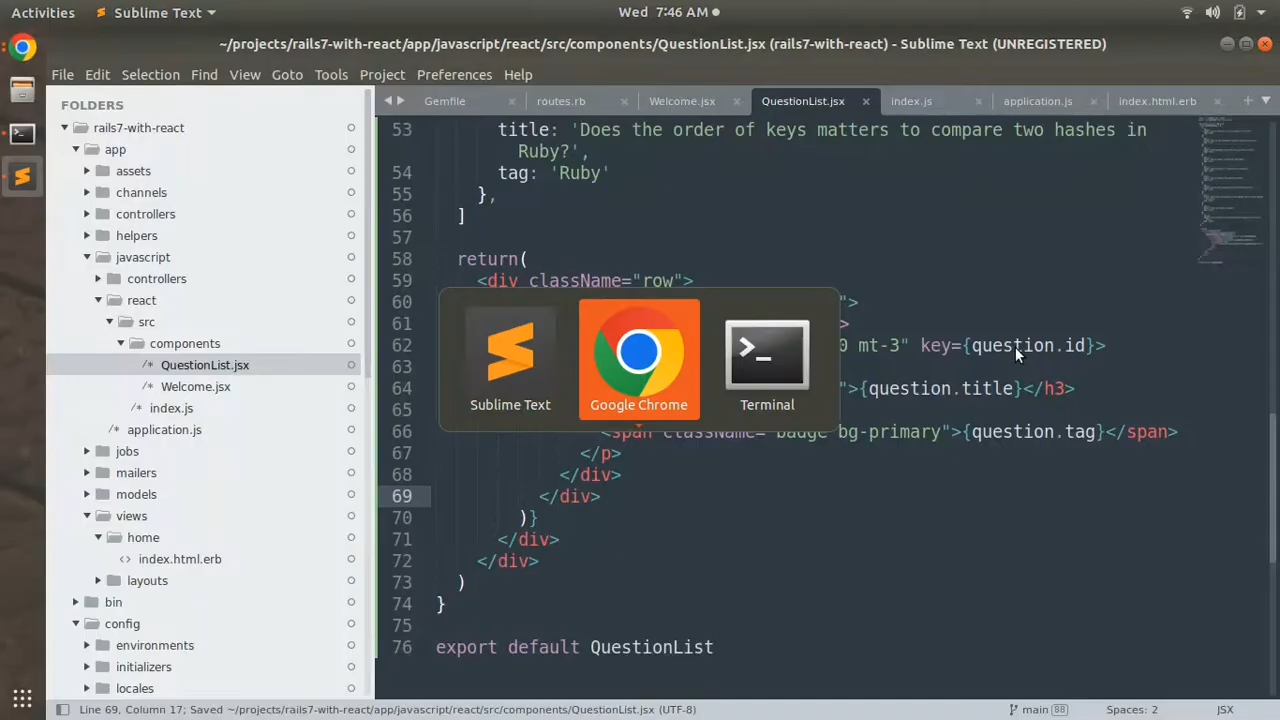 Activities
Sublime Text
Wed 7:46 AM
~/projects/rails7-with-react/app/javascript/react/src/components/QuestionList.jsx (rails7-with-react) - Sublime Text (UNREGISTERED)
File Edit Selection Find View Goto Tools Project Preferences Help
FOLDERS
rails7-with-react
app
assets
channels
controllers
helpers
javascript
controllers
react
src
components
/* QuestionList.jsx
/* Welcome.jsx
/* index.js
/* application.js
jobs
mailers
models
views
home
<> index.html.erb
layouts
bin
config
environments
initializers
locales
Gemfile × routes.rb × Welcome.jsx × QuestionList.jsx × index.js × application.js × index.html.erb × +
53 title: 'Does the order of keys matters to compare two hashes in
Ruby?',
54 tag: 'Ruby'
55 },
56 ]
57
58 return(
59 <div className="row">
60 ">
61 >
62 0 mt-3" key={question.id}>
63
64 ">{question.title}</h3>
65
66 <span className="badge bg-primary">{question.tag}</span>
67 </p>
68 </div>
69 </div>
70 )}
71 </div>
72 </div>
73 )
74 }
75
76 export default QuestionList
Sublime Text
Google Chrome
Terminal
Line 69, Column 17; Saved ~/projects/rails7-with-react/app/javascript/react/src/components/QuestionList.jsx (UTF-8)
main 88
Spaces: 2
JSX